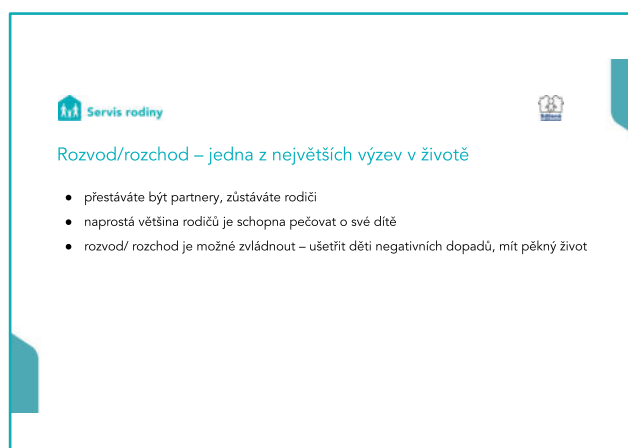 Servis rodiny
Rozvod/rozchod – jedna z největších výzev v životě
● přestáváte být partnery, zůstáváte rodiči
● naprostá většina rodičů je schopna pečovat o své dítě
● rozvod/ rozchod je možné zvládnout – ušetřit děti negativních dopadů, mít pěkný život